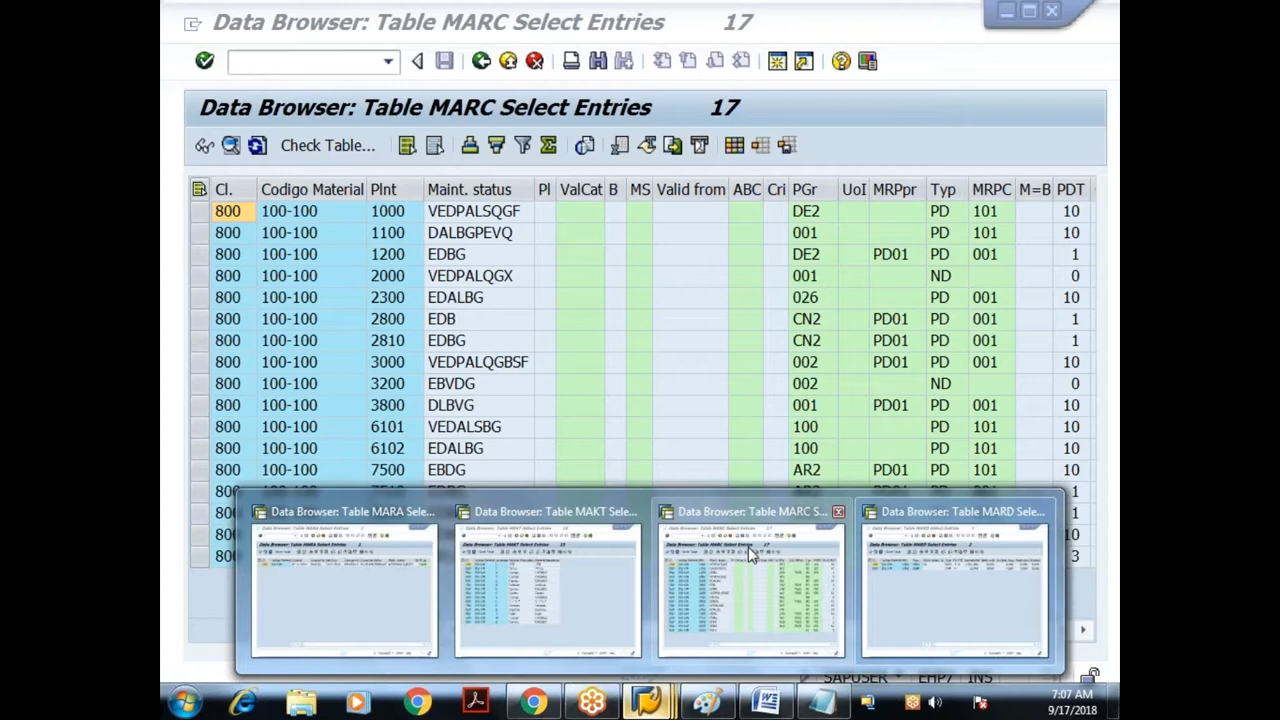 Data Browser: Table MARC Select Entries 17
Data Browser: Table MARC Select Entries 17
Check Table...
Cl. Codigo Material Plnt Maint. status Pl ValCat B MS Valid from ABC Cri PGr UoI MRPpr Typ MRPC M=B PDT
800 100-100 1000 VEDPALSQGF DE2 PD 101 10
800 100-100 1100 DALBGPEVQ 001 PD 101 10
800 100-100 1200 EDBG DE2 PD01 PD 001 1
800 100-100 2000 VEDPALQGX 001 ND 0
800 100-100 2300 EDALBG 026 PD 001 10
800 100-100 2800 EDB CN2 PD01 PD 001 1
800 100-100 2810 EDBG CN2 PD01 PD 001 1
800 100-100 3000 VEDPALQGBSF 002 PD01 PD 001 10
800 100-100 3200 EBVDG 002 ND 0
800 100-100 3800 DLBVG 001 PD01 PD 001 10
800 100-100 6101 VEDALSBG 100 PD 101 10
800 100-100 6102 EDALBG 100 PD 101 10
800 100-100 7500 EBDG AR2 PD01 PD 101 10
800 1
800 1
800 10
800 3
Data Browser: Table MARA Sele... Data Browser: Table MAKT Sele... Data Browser: Table MARC S... Data Browser: Table MARD Sele...
SAPUSER EHP7 INS
7:07 AM
9/17/2018